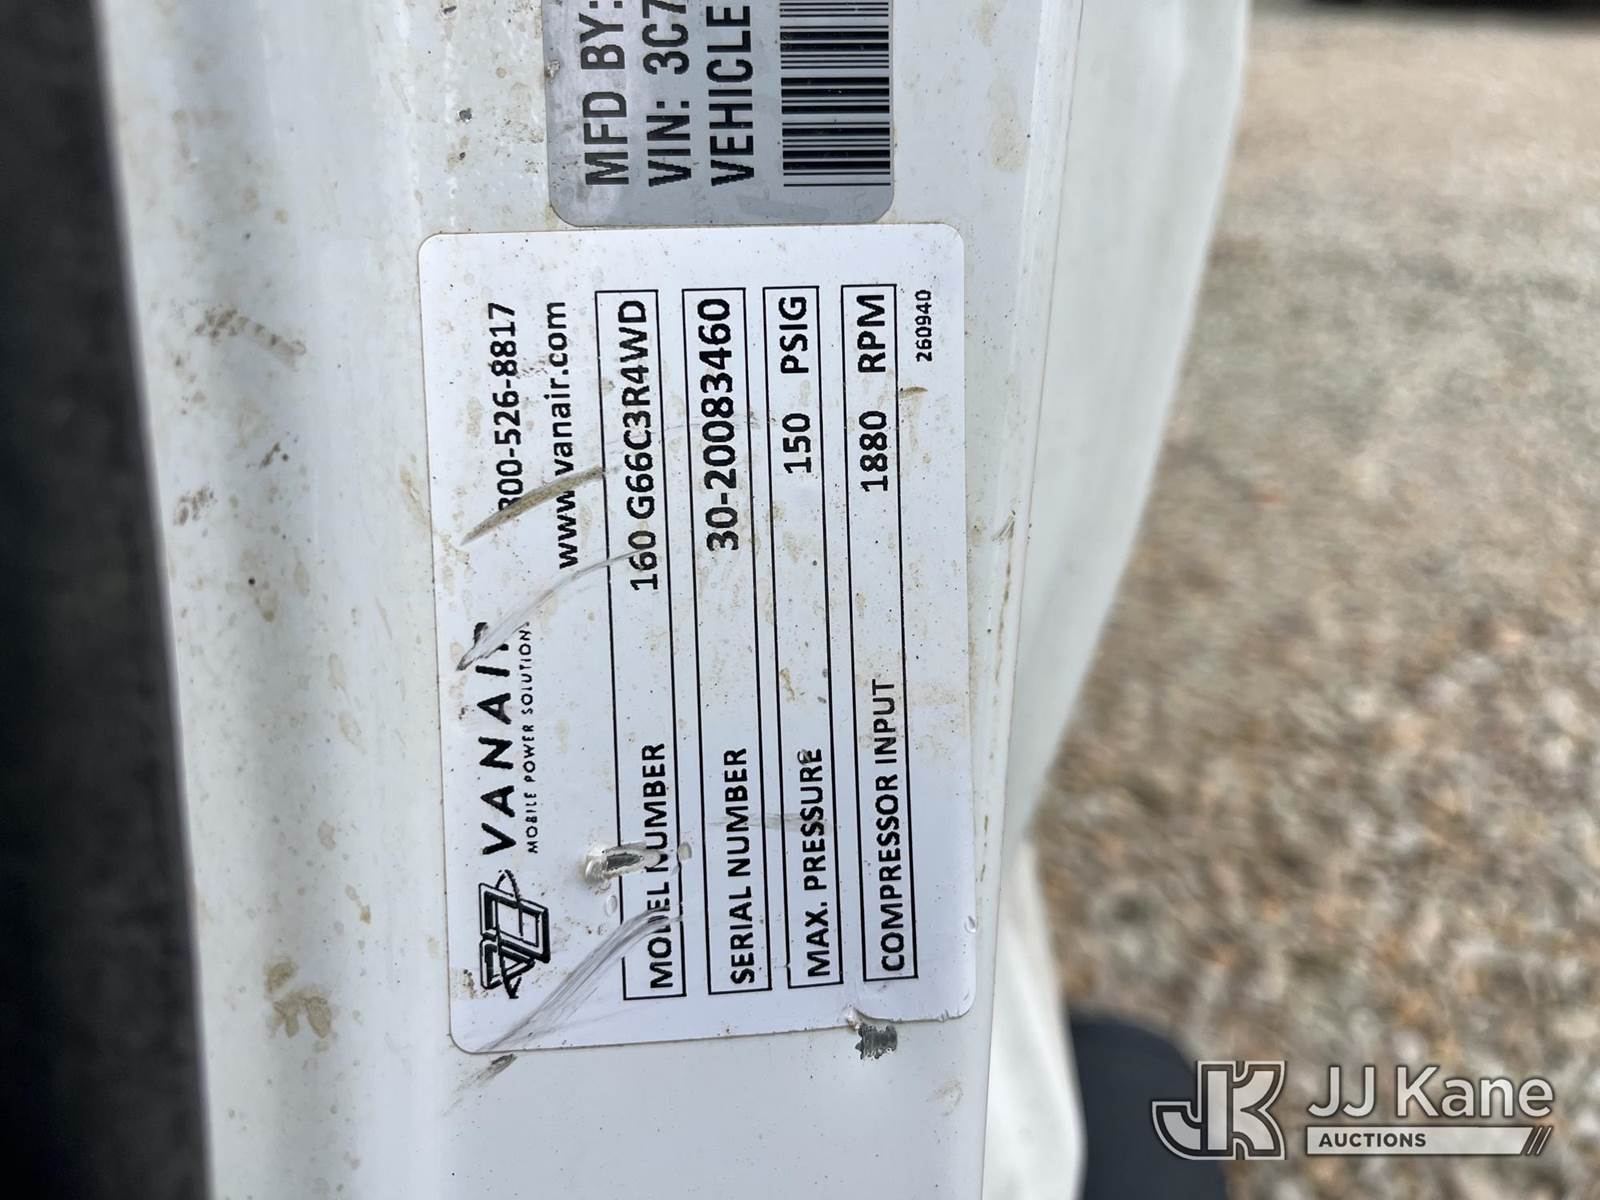 VANAIR
MOBILE POWER SOLUTIONS
800-526-8817
www.vanair.com
MODEL NUMBER 160 G66C3R4WD
SERIAL NUMBER 30-20083460
MAX. PRESSURE 150 PSIG
COMPRESSOR INPUT 1880 RPM
260940
MFD BY:
VIN: 3C7
VEHICLE
JK JJ Kane
AUCTIONS